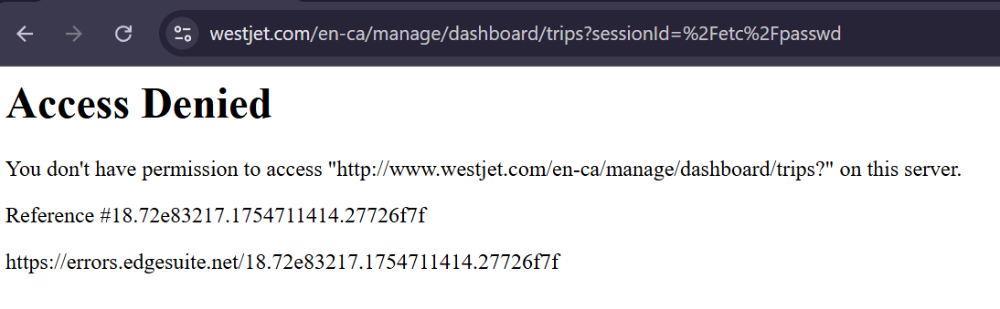 westjet.com/en-ca/manage/dashboard/trips?sessionId=%2Fetc%2Fpasswd
Access Denied
You don't have permission to access "http://www.westjet.com/en-ca/manage/dashboard/trips?" on this server.
Reference #18.72e83217.1754711414.27726f7f
https://errors.edgesuite.net/18.72e83217.1754711414.27726f7f